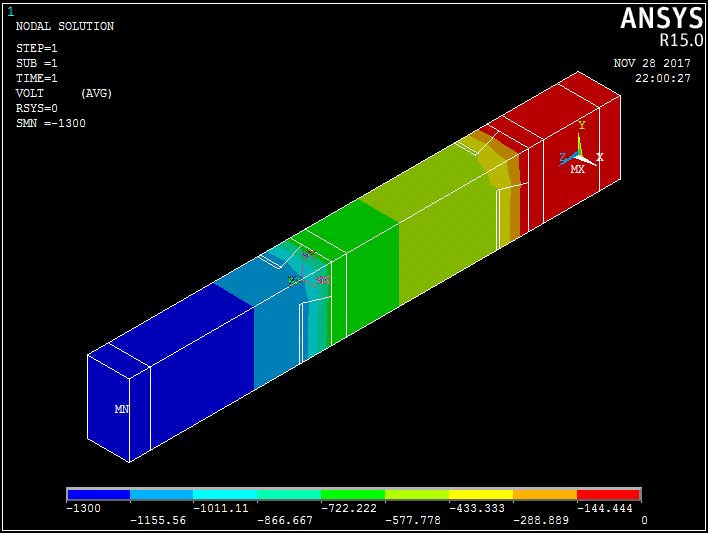 1
NODAL SOLUTION
STEP=1
SUB =1
TIME=1
VOLT (AVG)
RSYS=0
SMN =-1300
ANSYS
R15.0
NOV 28 2017
22:00:27
Y
Z X
MX
MN
-1300 -1011.11 -722.222 -433.333 -144.444
-1155.56 -866.667 -577.778 -288.889 0